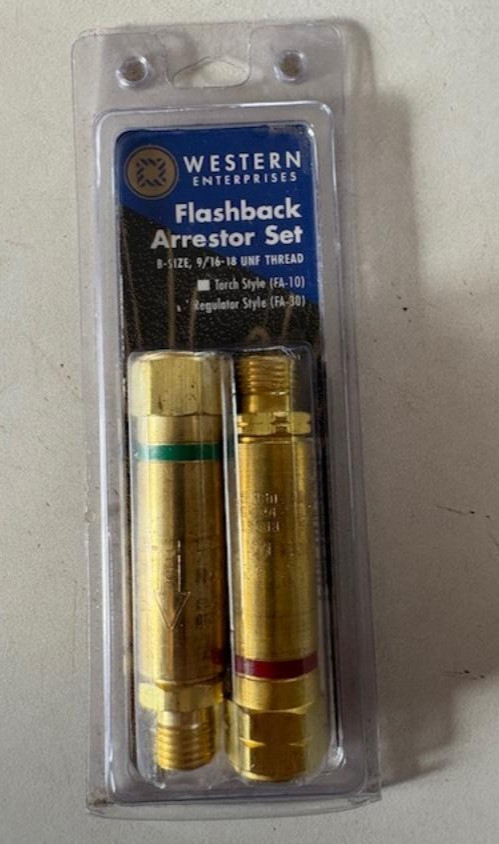 WESTERN
ENTERPRISES
Flashback
Arrestor Set
B-SIZE, 9/16-18 UNF THREAD
Torch Style (FA-10)
Regulator Style (FA-30)